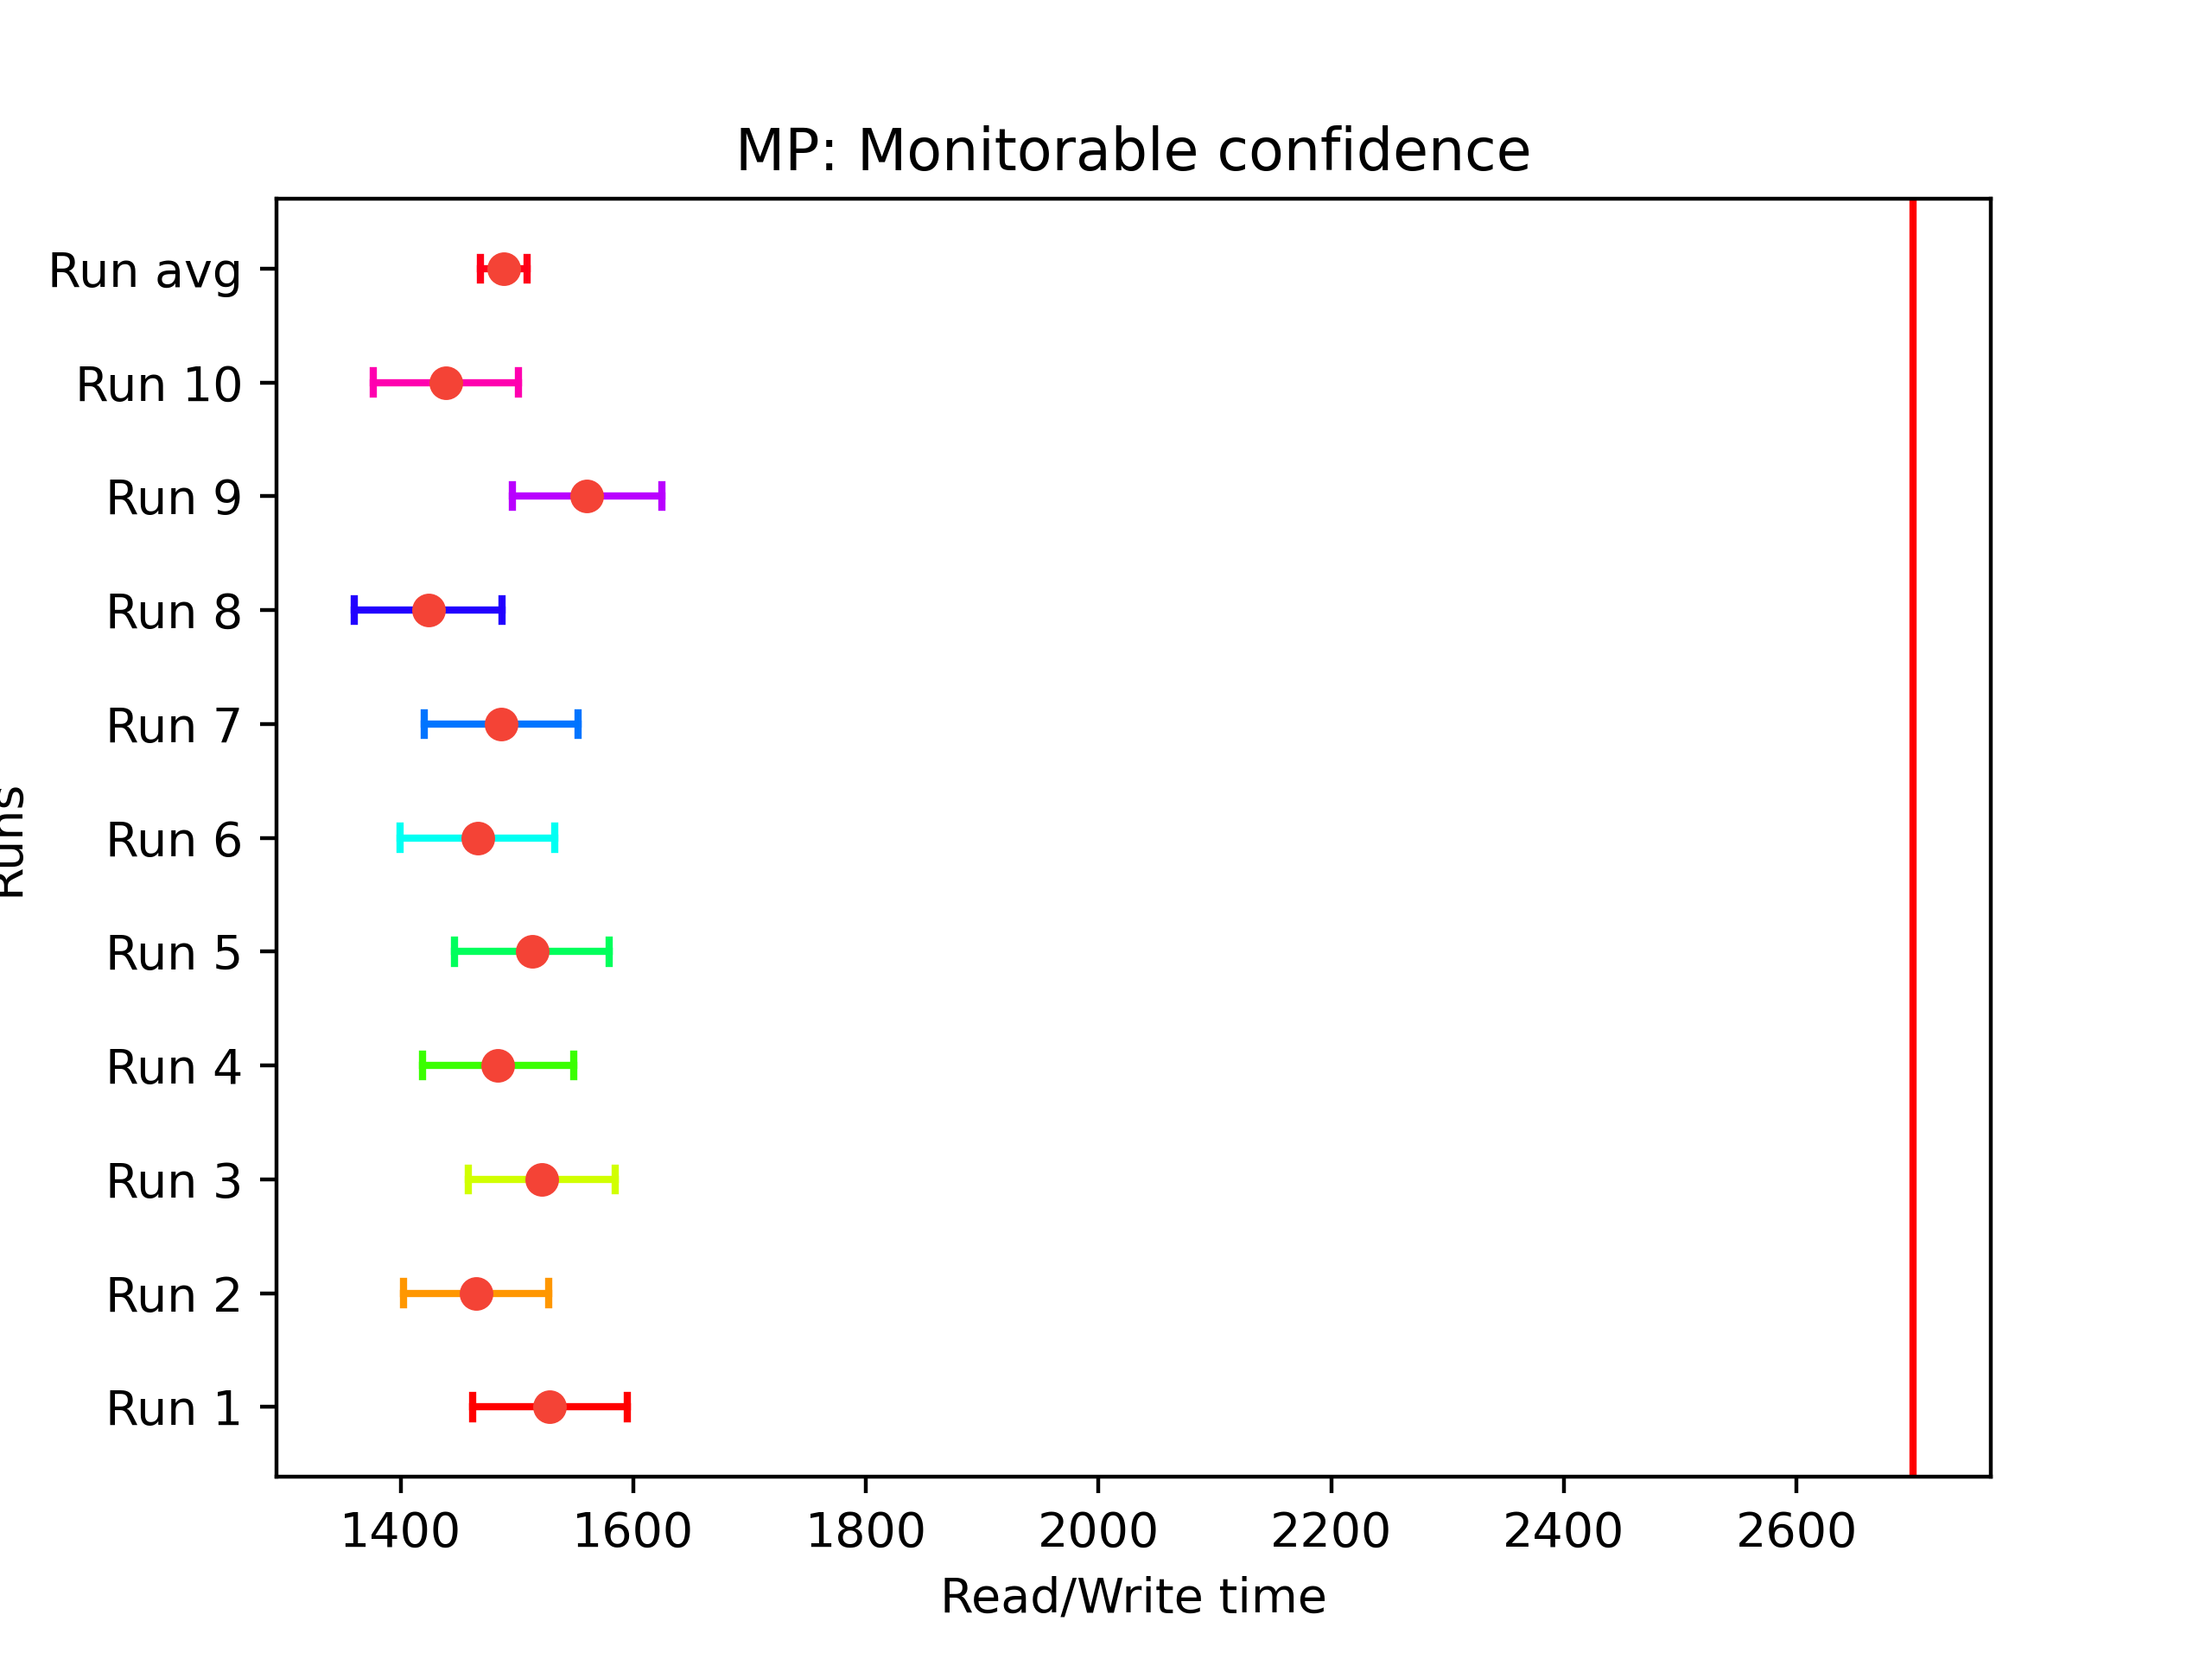 MP: Monitorable confidence
Run avg
Run 10
Run 9
Run 8
Run 7
Run 6
Run 5
Run 4
Run 3
Run 2
Run 1
Runs
1400 1600 1800 2000 2200 2400 2600
Read/Write time